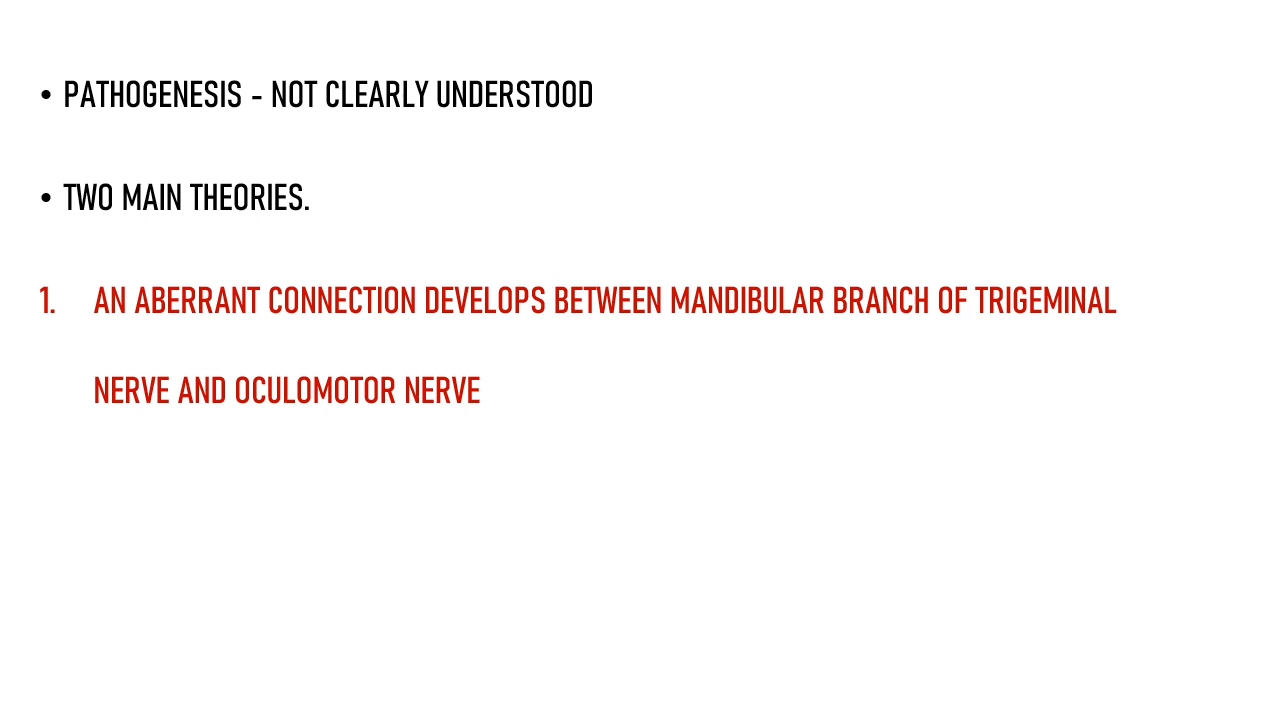 • PATHOGENESIS - NOT CLEARLY UNDERSTOOD
• TWO MAIN THEORIES.
1. AN ABERRANT CONNECTION DEVELOPS BETWEEN MANDIBULAR BRANCH OF TRIGEMINAL
NERVE AND OCULOMOTOR NERVE